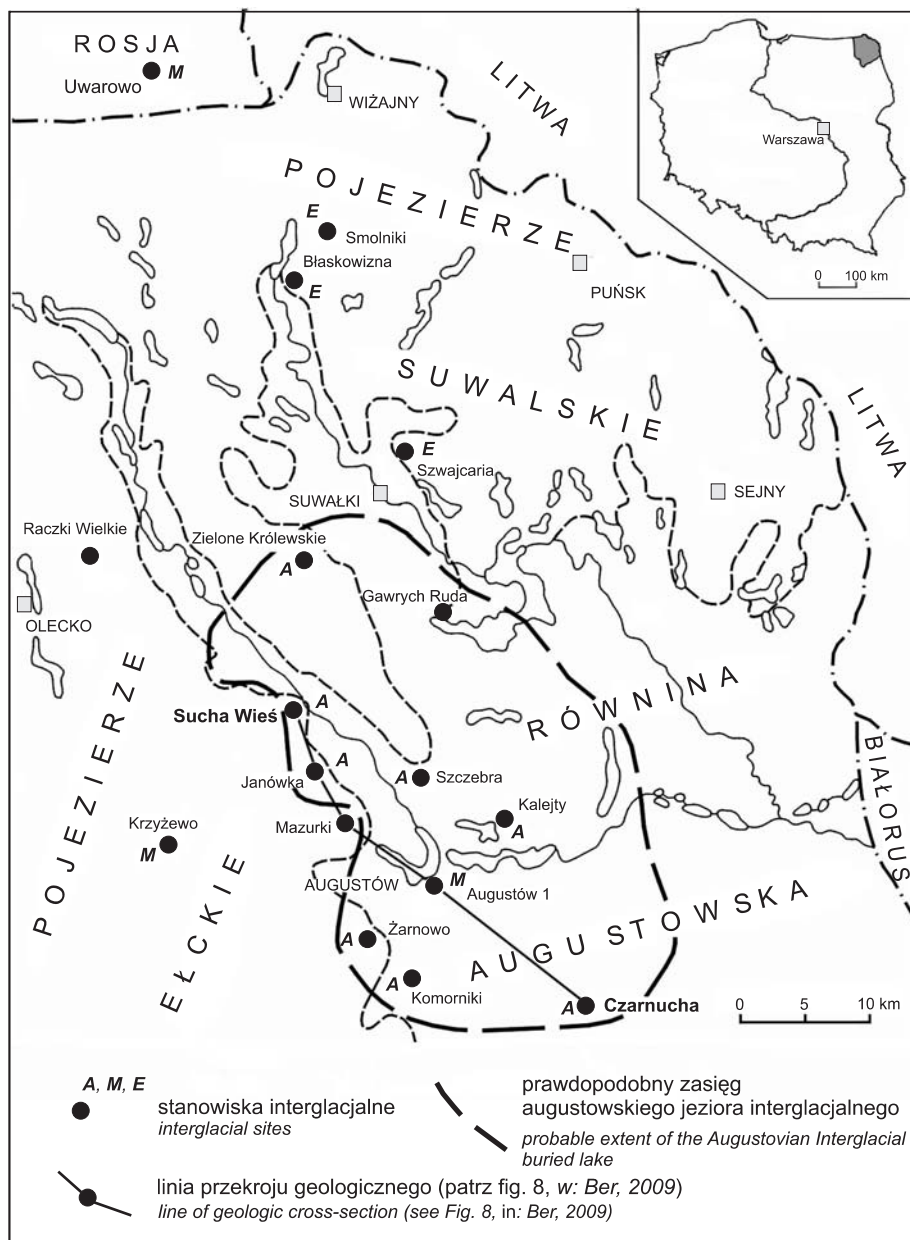 ROSJA
Uwarowo
M
WIŻAJNY
LITWA
Warszawa
0 100 km
POJEZIERZE
E
Smolniki
Błaskowizna
E
PUŃSK
SUWALSKIE
LITWA
E
Szwajcaria
SUWAŁKI
SEJNY
Raczki Wielkie
Zielone Królewskie
A
Gawrych Ruda
OLECKO
POJEZIERZE
RÓWNINA
Sucha Wieś
A
BIAŁORUS
Janówka
A
A
Szczebra
Kalejty
A
Krzyżewo
M
Mazurki
EŁCKIE
AUGUSTÓW
M
Augustów 1
AUGUSTOWSKA
A
Żarnowo
A
Komorniki
A
Czarnucha
0 5 10 km
A, M, E
stanowiska interglacjalne
interglacial sites
prawdopodobny zasięg
augustowskiego jeziora interglacjalnego
probable extent of the Augustovian Interglacial
buried lake
linia przekroju geologicznego (patrz fig. 8, w: Ber, 2009)
line of geologic cross-section (see Fig. 8, in: Ber, 2009)